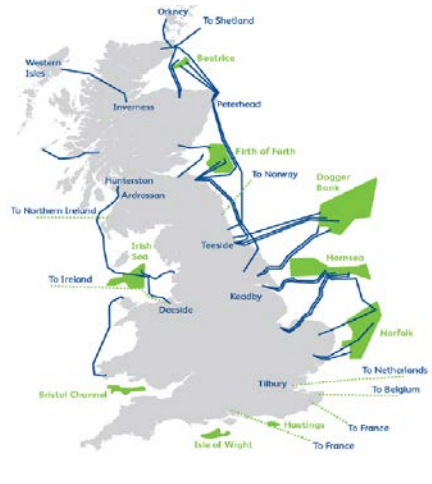 Orkney
To Shetland
Beatrice
Western
Isles
Inverness
Peterhead
Firth of Forth
To Norway
Dogger
Bank
Hunterston
Ardrossan
To Northern Ireland
Teeside
Irish
Sea
Hornsea
To Ireland
Deeside
Keadby
Norfolk
To Netherlands
Tilbury
To Belgium
Bristol Channel
Hastings
To France
Isle of Wight
To France